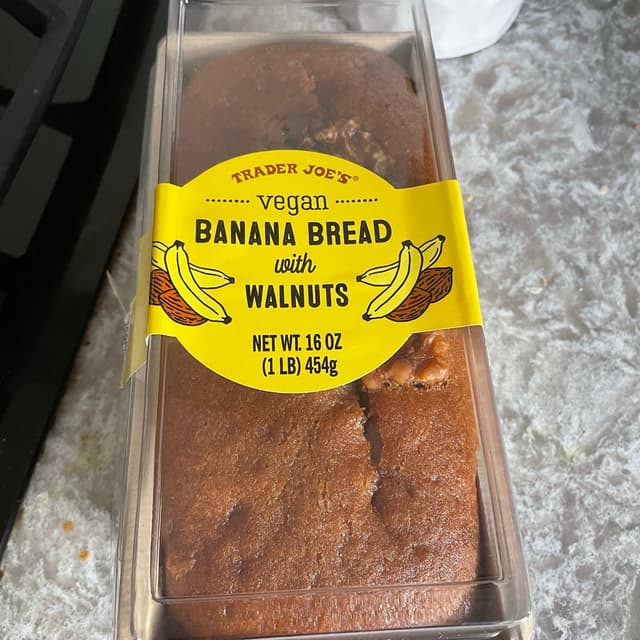 TRADER JOE'S®
vegan
BANANA BREAD
with
WALNUTS
NET WT. 16 OZ
(1 LB) 454g